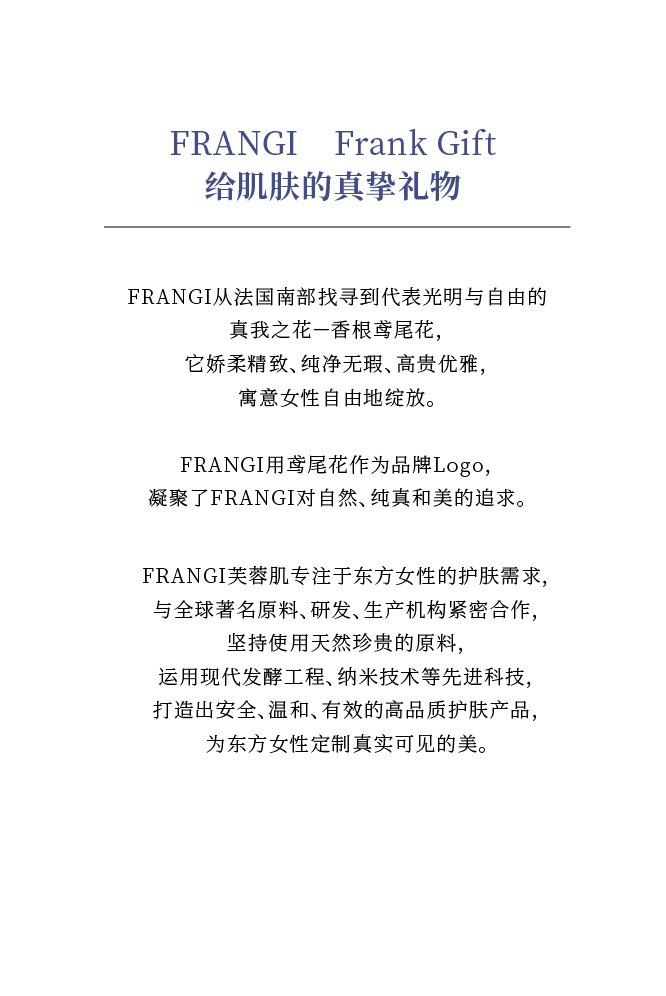 FRANGI Frank Gift
给肌肤的真挚礼物
FRANGI从法国南部找寻到代表光明与自由的
真我之花—香根鸢尾花,
它娇柔精致、纯净无瑕、高贵优雅,
寓意女性自由地绽放。
FRANGI用鸢尾花作为品牌Logo,
凝聚了FRANGI对自然、纯真和美的追求。
FRANGI芙蓉肌专注于东方女性的护肤需求,
与全球著名原料、研发、生产机构紧密合作,
坚持使用天然珍贵的原料,
运用现代发酵工程、纳米技术等先进科技,
打造出安全、温和、有效的高品质护肤产品,
为东方女性定制真实可见的美。